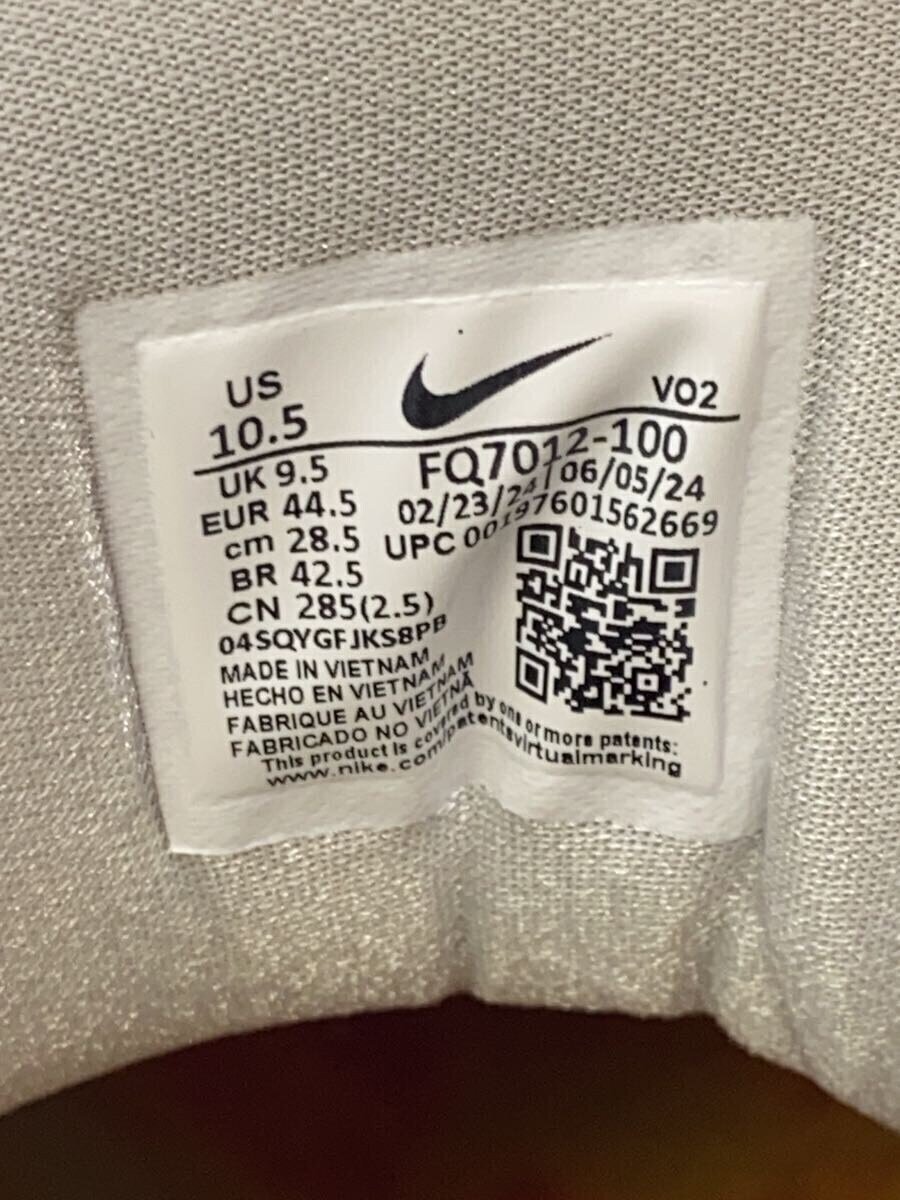 US
10.5
VO2
UK 9.5
FQ7012-100
EUR 44.5
02/23/24 / 06/05/24
cm 28.5
UPC 00197601562669
BR 42.5
CN 285(2.5)
04SQYGFJKS8PB
MADE IN VIETNAM
HECHO EN VIETNAM
FABRIQUE AU VIETNAM
FABRICADO NO VIETNÃ
This product is covered by one or more patents:
www.nike.com/patentsvirtualmarking